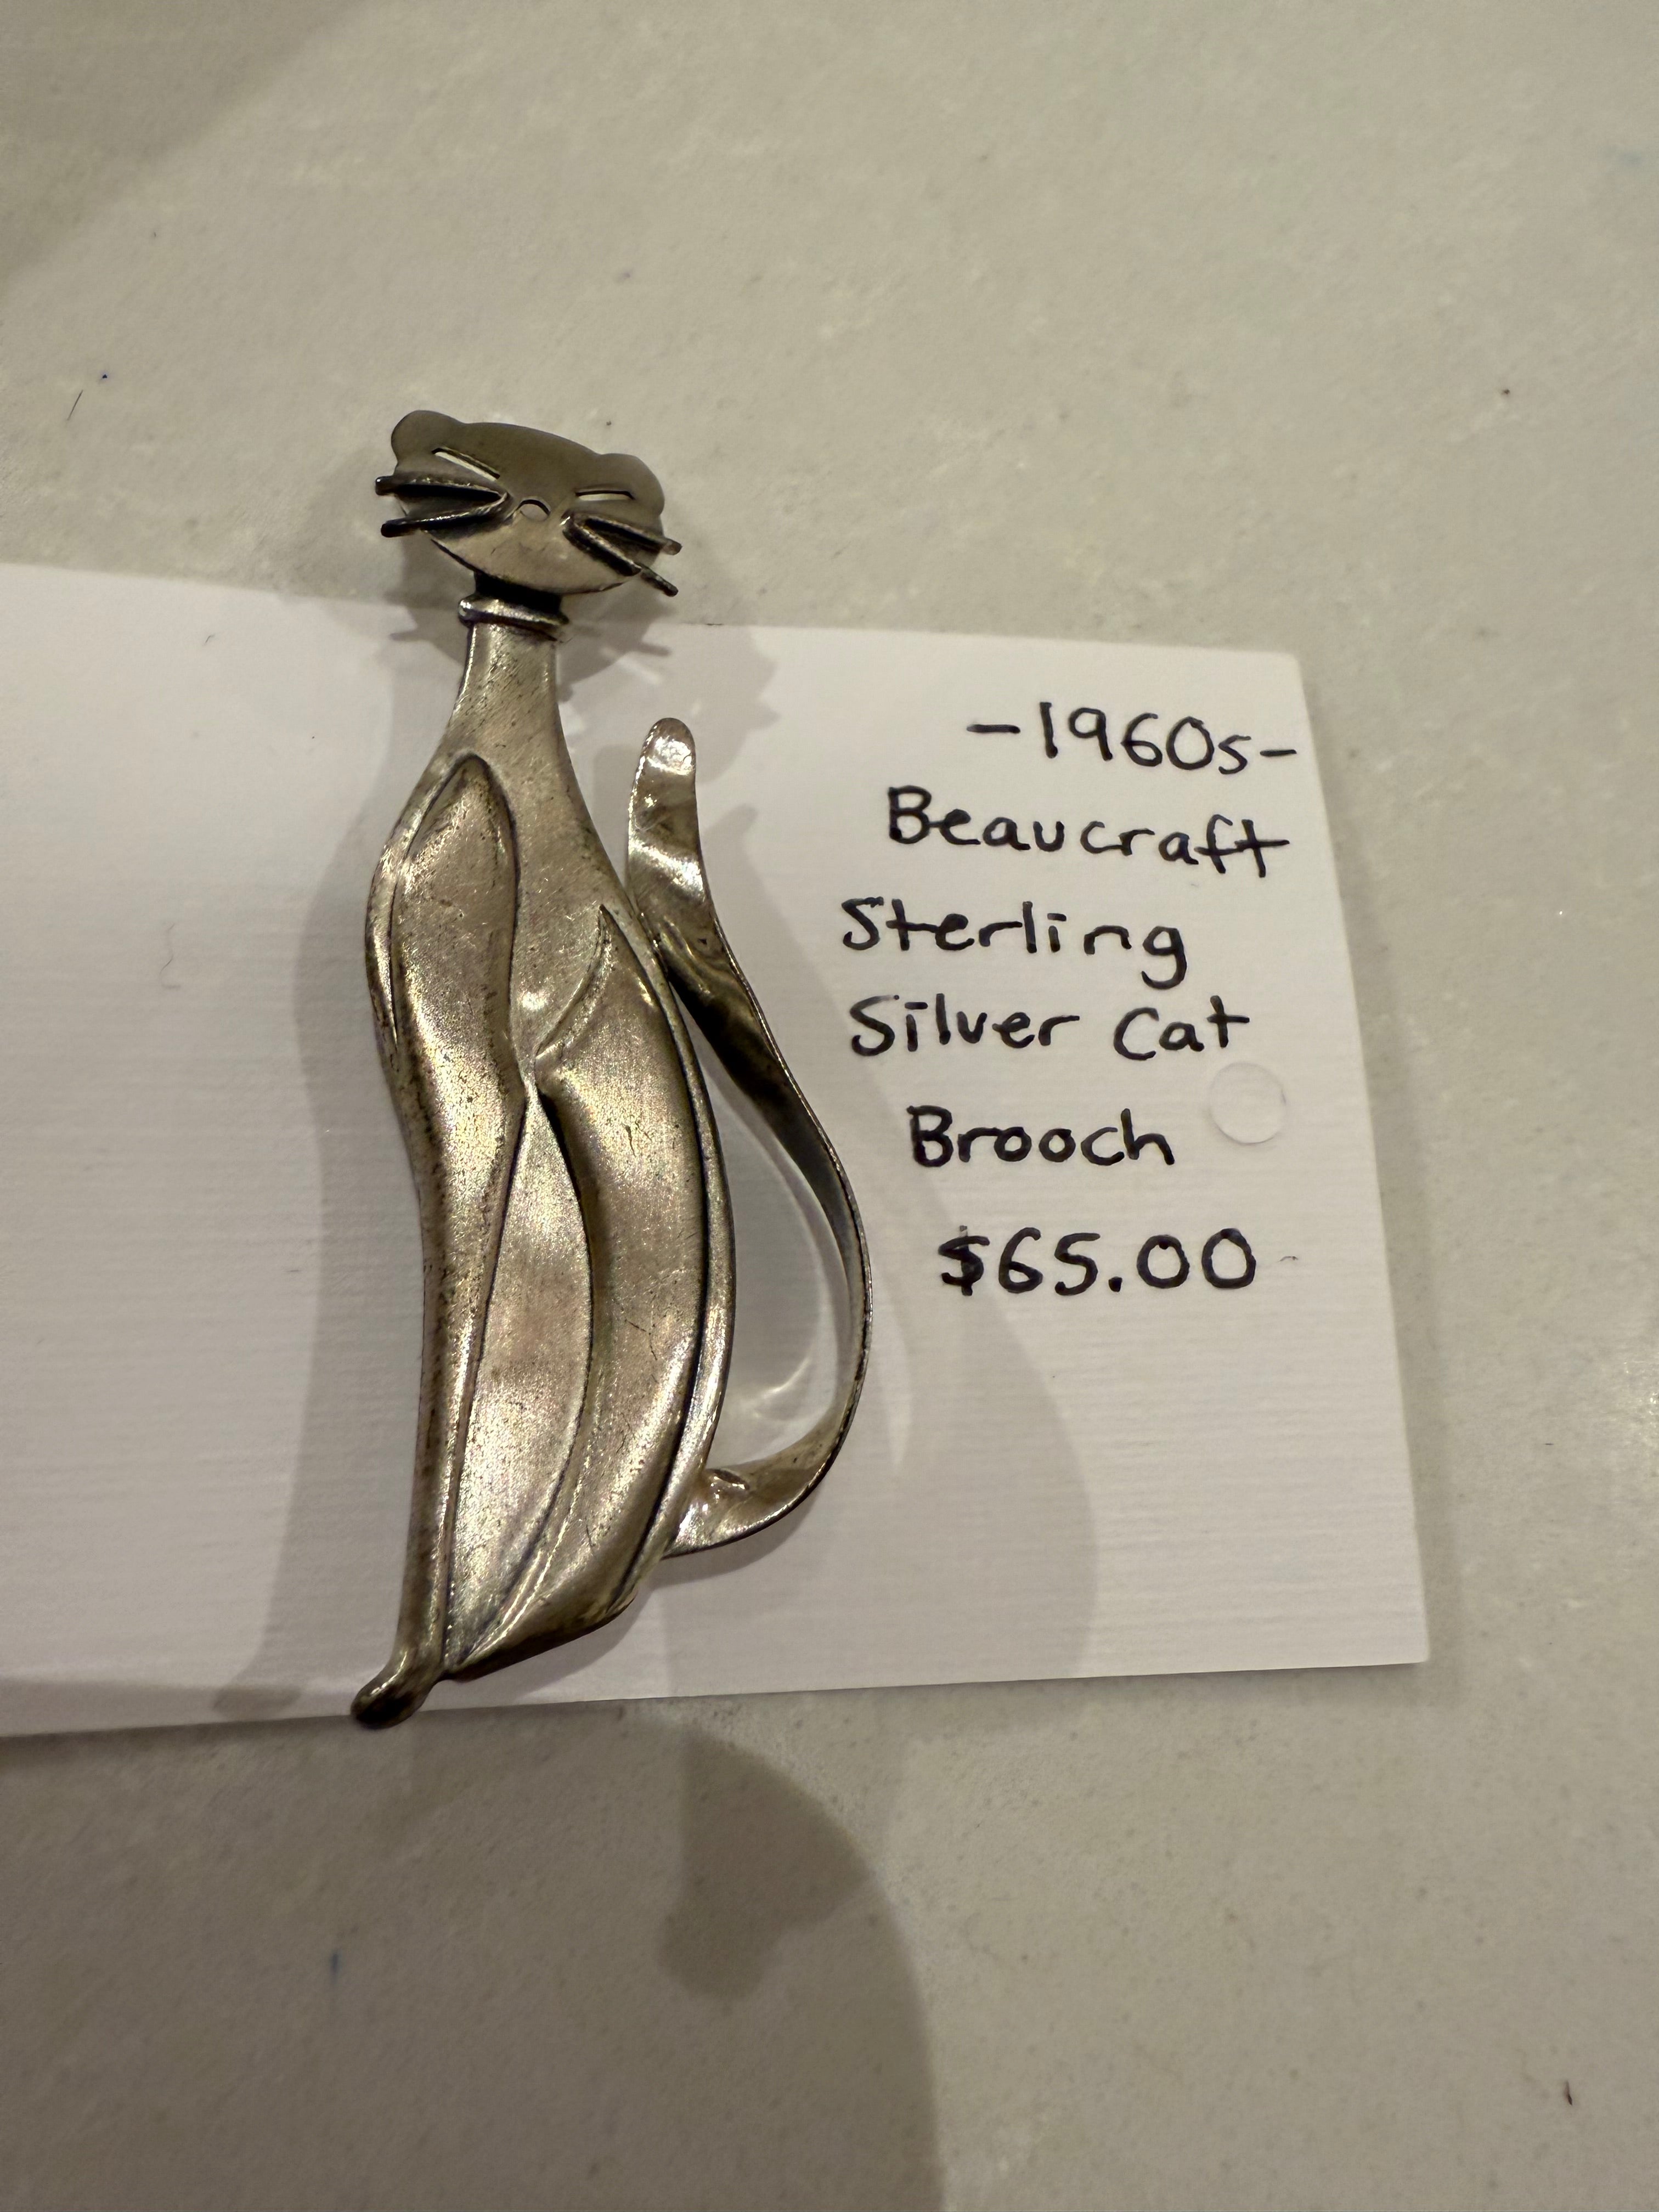 -1960s-
Beaucraft
Sterling
Silver Cat
Brooch
$65.00